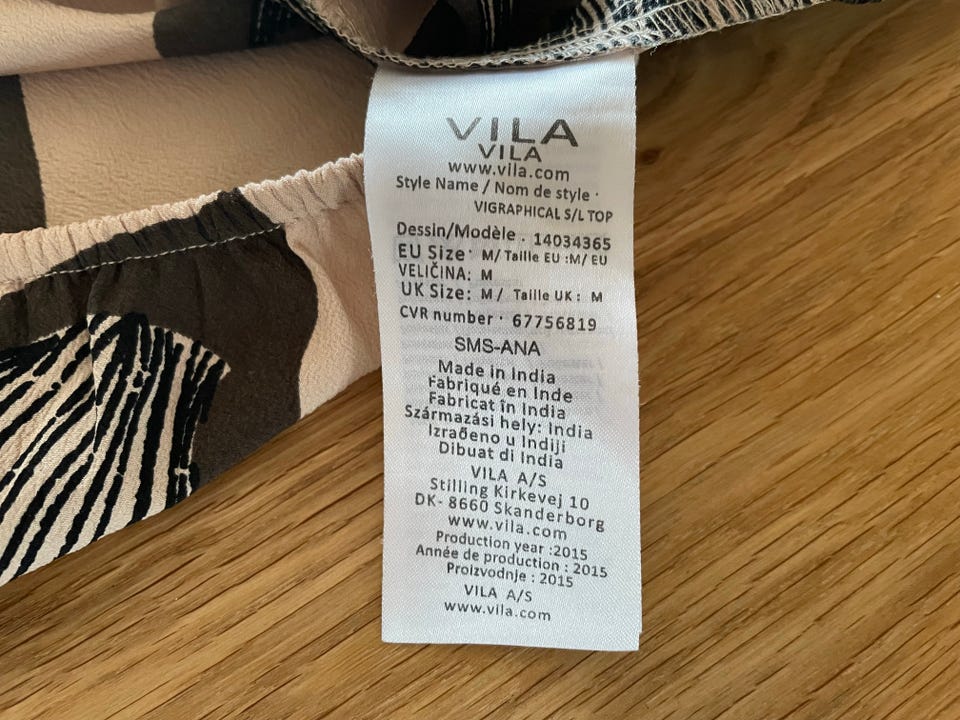 VILA
VILA
www.vila.com
Style Name / Nom de style ·
VIGRAPHICAL S/L TOP
Dessin/Modèle · 14034365
EU Size· M/ Taille EU :M/ EU
VELIČINA: M
UK Size: M / Taille UK : M
CVR number · 67756819
SMS-ANA
Made in India
Fabriqué en Inde
Fabricat în India
Származási hely: India
Izrađeno u Indiji
Dibuat di India
VILA A/S
Stilling Kirkevej 10
DK- 8660 Skanderborg
www.vila.com
Production year :2015
Année de production : 2015
Proizvodnje : 2015
VILA A/S
www.vila.com